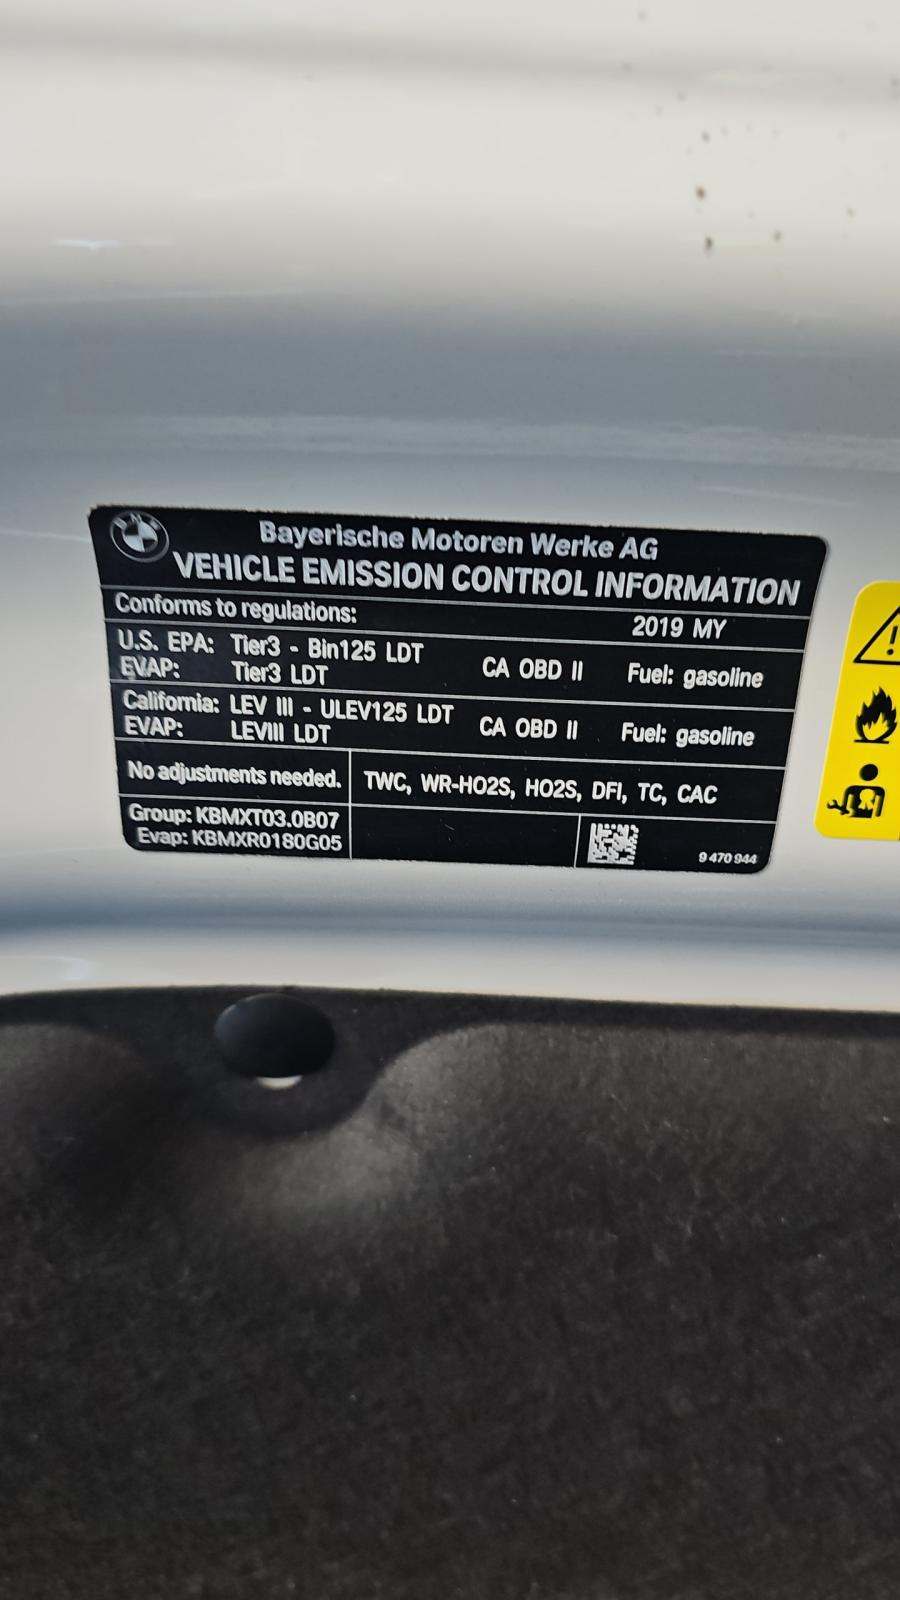 BMW
Bayerische Motoren Werke AG
VEHICLE EMISSION CONTROL INFORMATION
Conforms to regulations: 2019 MY
U.S. EPA: Tier3 - Bin125 LDT
EVAP: Tier3 LDT CA OBD II Fuel: gasoline
California: LEV III - ULEV125 LDT
EVAP: LEVIII LDT CA OBD II Fuel: gasoline
No adjustments needed. TWC, WR-HO2S, HO2S, DFI, TC, CAC
Group: KBMXT03.0B07
Evap: KBMXR0180G05
9 470 944